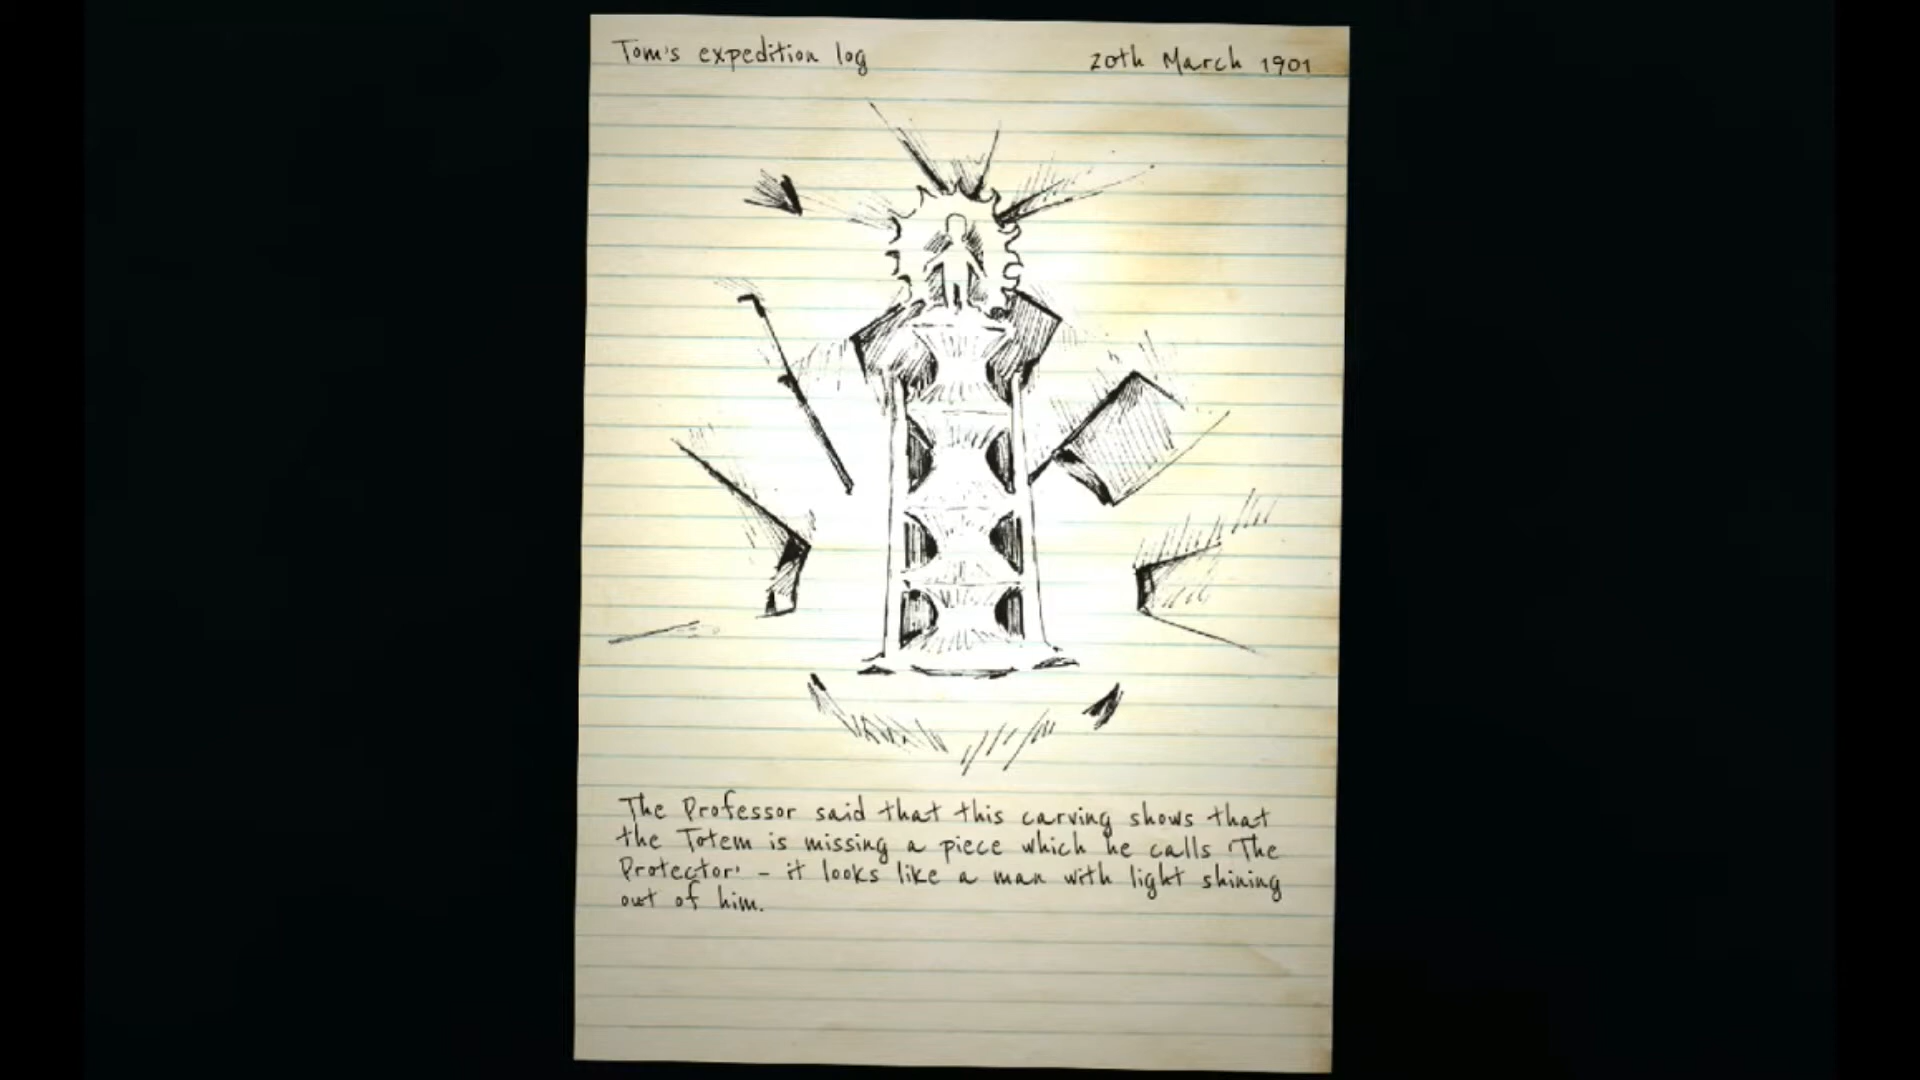 Tom's expedition log 20th March 1901
The Professor said that this carving shows that
the Totem is missing a piece which he calls 'The
Protector' - it looks like a man with light shining
out of him.